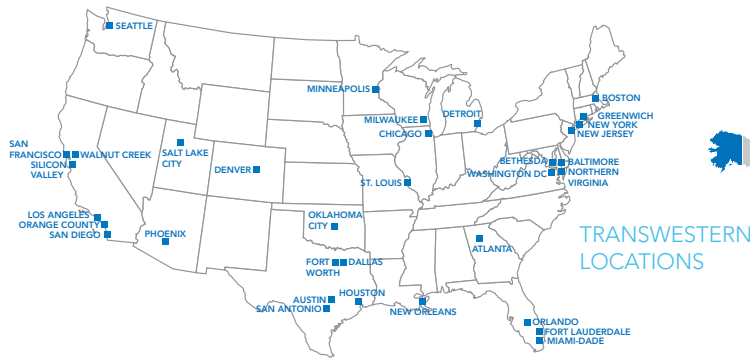 SEATTLE
MINNEAPOLIS
MILWAUKEE
DETROIT
CHICAGO
BOSTON
GREENWICH
NEW YORK
NEW JERSEY
SAN
FRANCISCO
WALNUT CREEK
SILICON
VALLEY
SALT LAKE
CITY
DENVER
ST. LOUIS
BETHESDA
BALTIMORE
WASHINGTON DC
NORTHERN
VIRGINIA
LOS ANGELES
ORANGE COUNTY
SAN DIEGO
PHOENIX
OKLAHOMA
CITY
ATLANTA
TRANSWESTERN
LOCATIONS
FORT
WORTH
DALLAS
AUSTIN
HOUSTON
SAN ANTONIO
NEW ORLEANS
ORLANDO
FORT LAUDERDALE
MIAMI-DADE